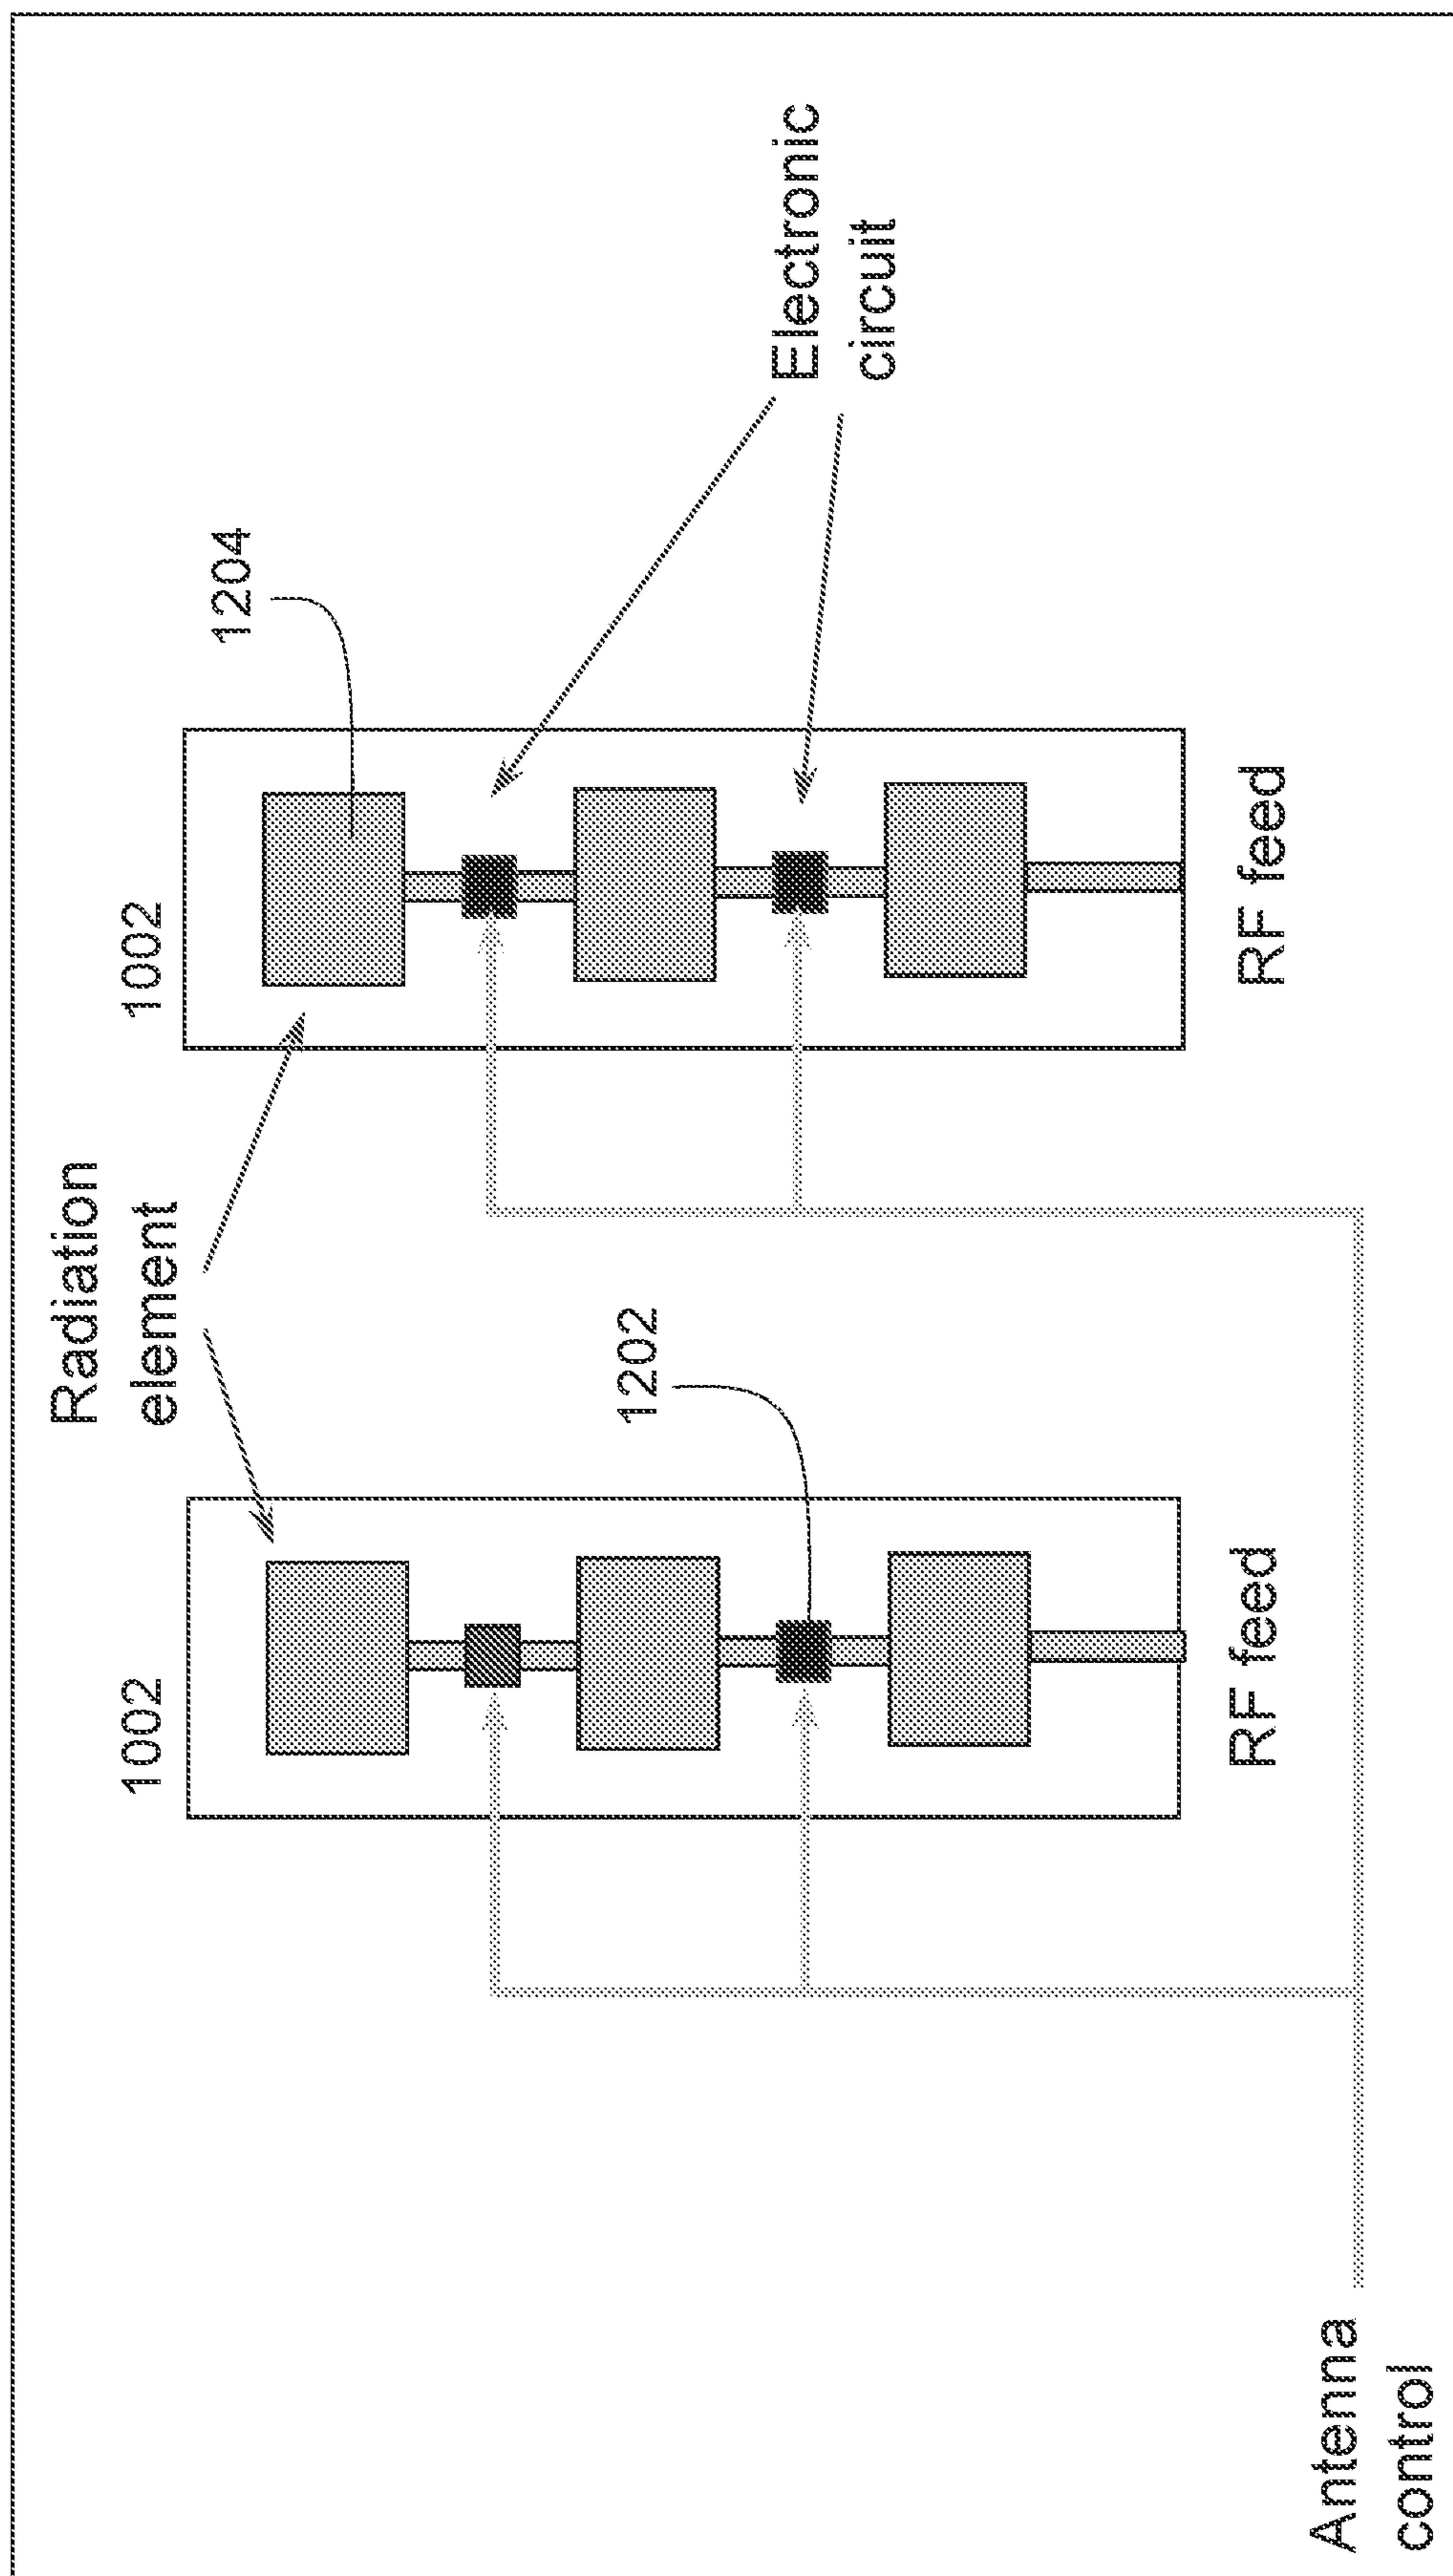 Radiation
element
1002
1002
1204
1202
Electronic
circuit
RF feed
RF feed
Antenna
control